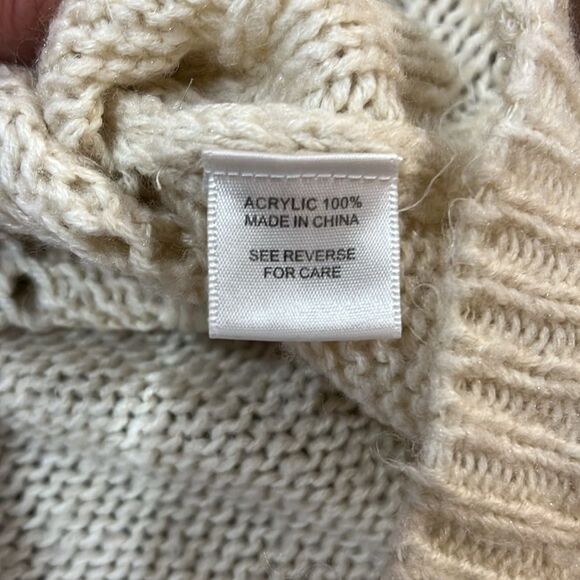 ACRYLIC 100%
MADE IN CHINA
SEE REVERSE
FOR CARE